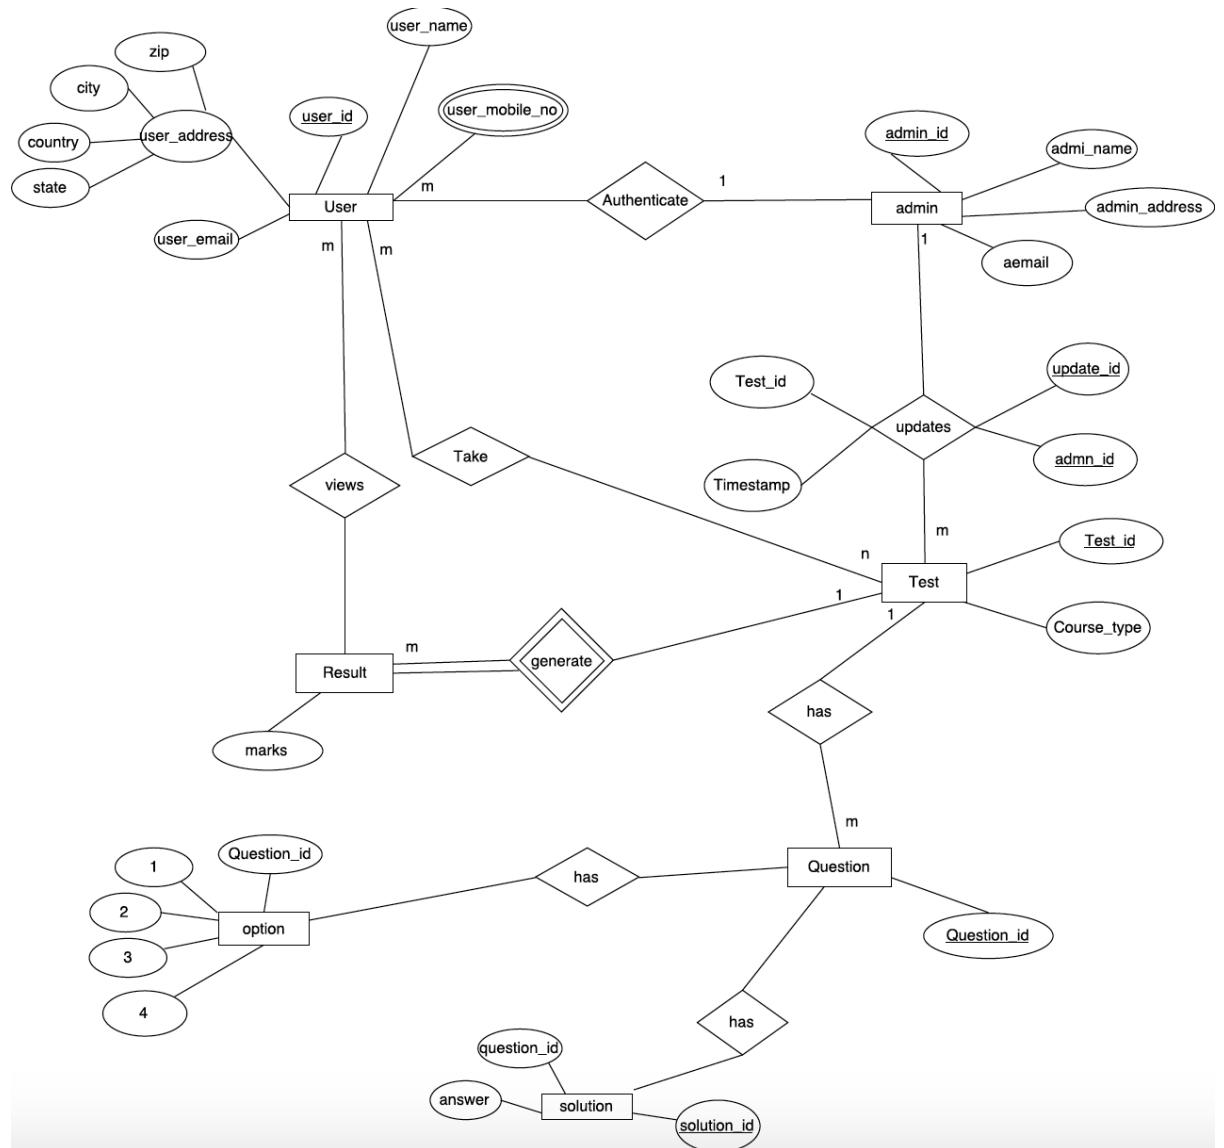 user_name
zip
city
user_id
user_mobile_no
country
user_address
state
user_email
User
m
m
m
Authenticate
1
admin_id
admi_name
admin_address
admin
aemail
1
Test_id
update_id
updates
admn_id
Timestamp
m
Take
views
n
Test
Test_id
Course_type
1
1
m
Result
generate
marks
has
m
Question
Question_id
has
Question_id
1
2
3
4
option
has
question_id
answer
solution
solution_id